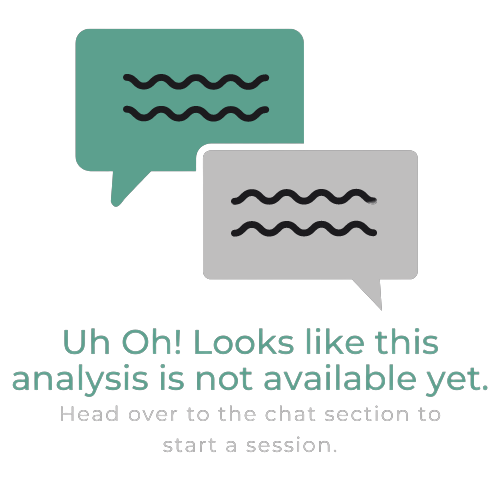 Uh Oh! Looks like this
analysis is not available yet.
Head over to the chat section to
start a session.